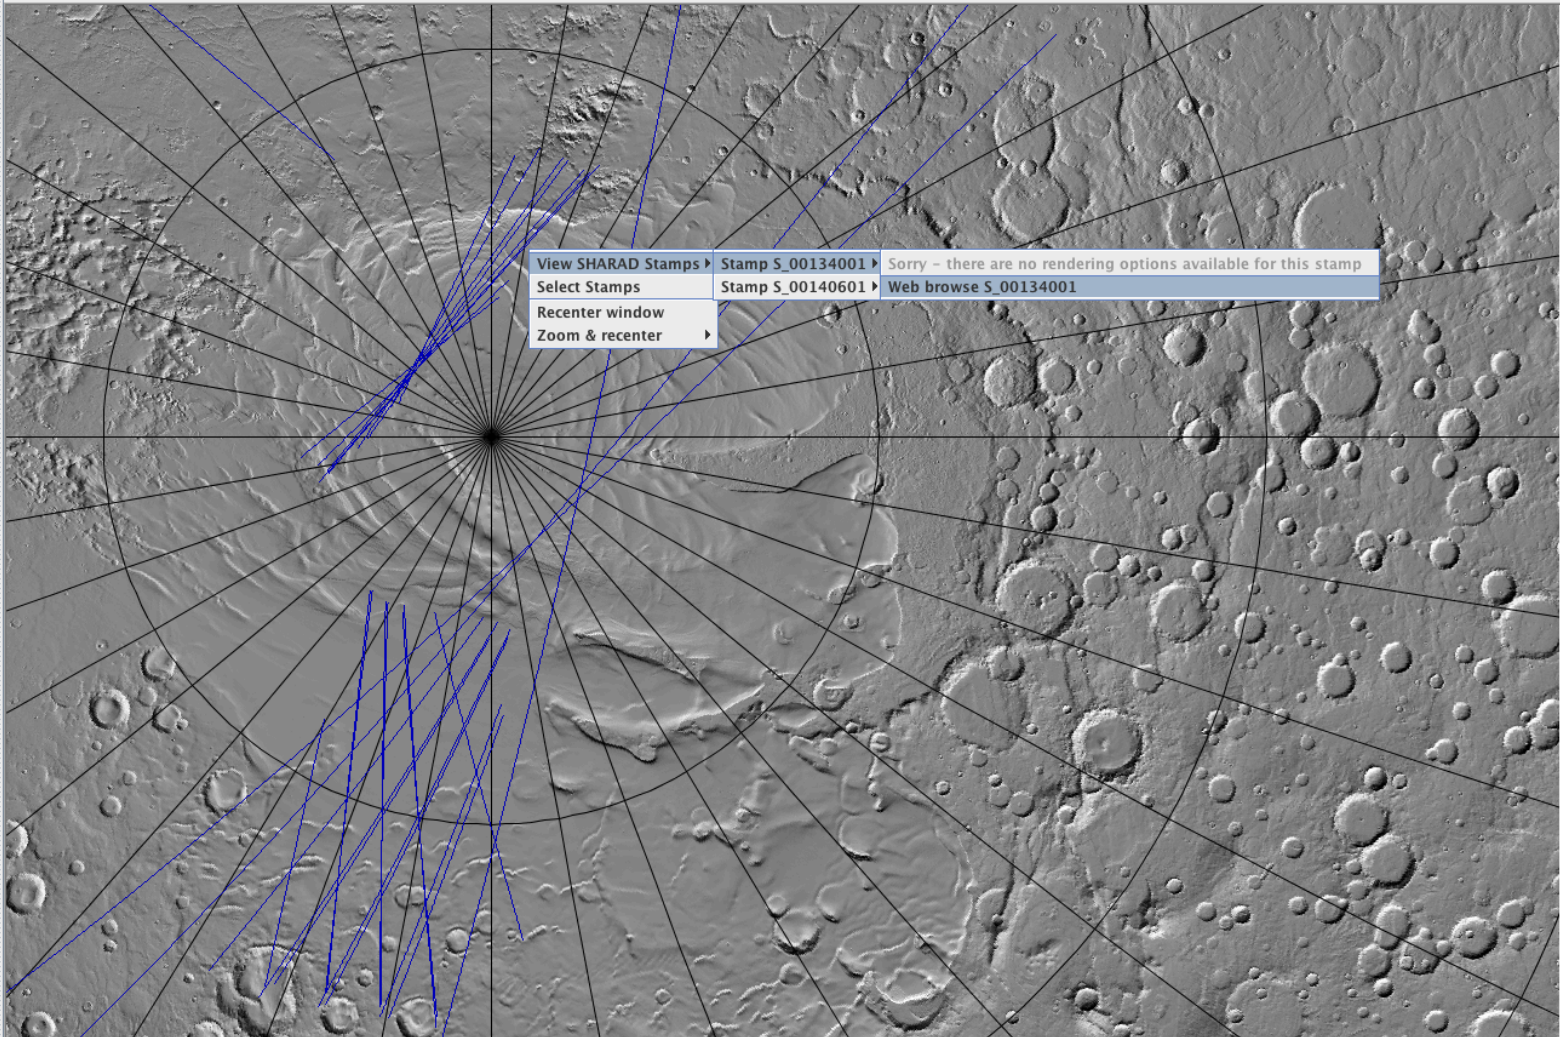 View SHARAD Stamps
Select Stamps
Recenter window
Zoom & recenter
Stamp S_00134001
Stamp S_00140601
Sorry - there are no rendering options available for this stamp
Web browse S_00134001